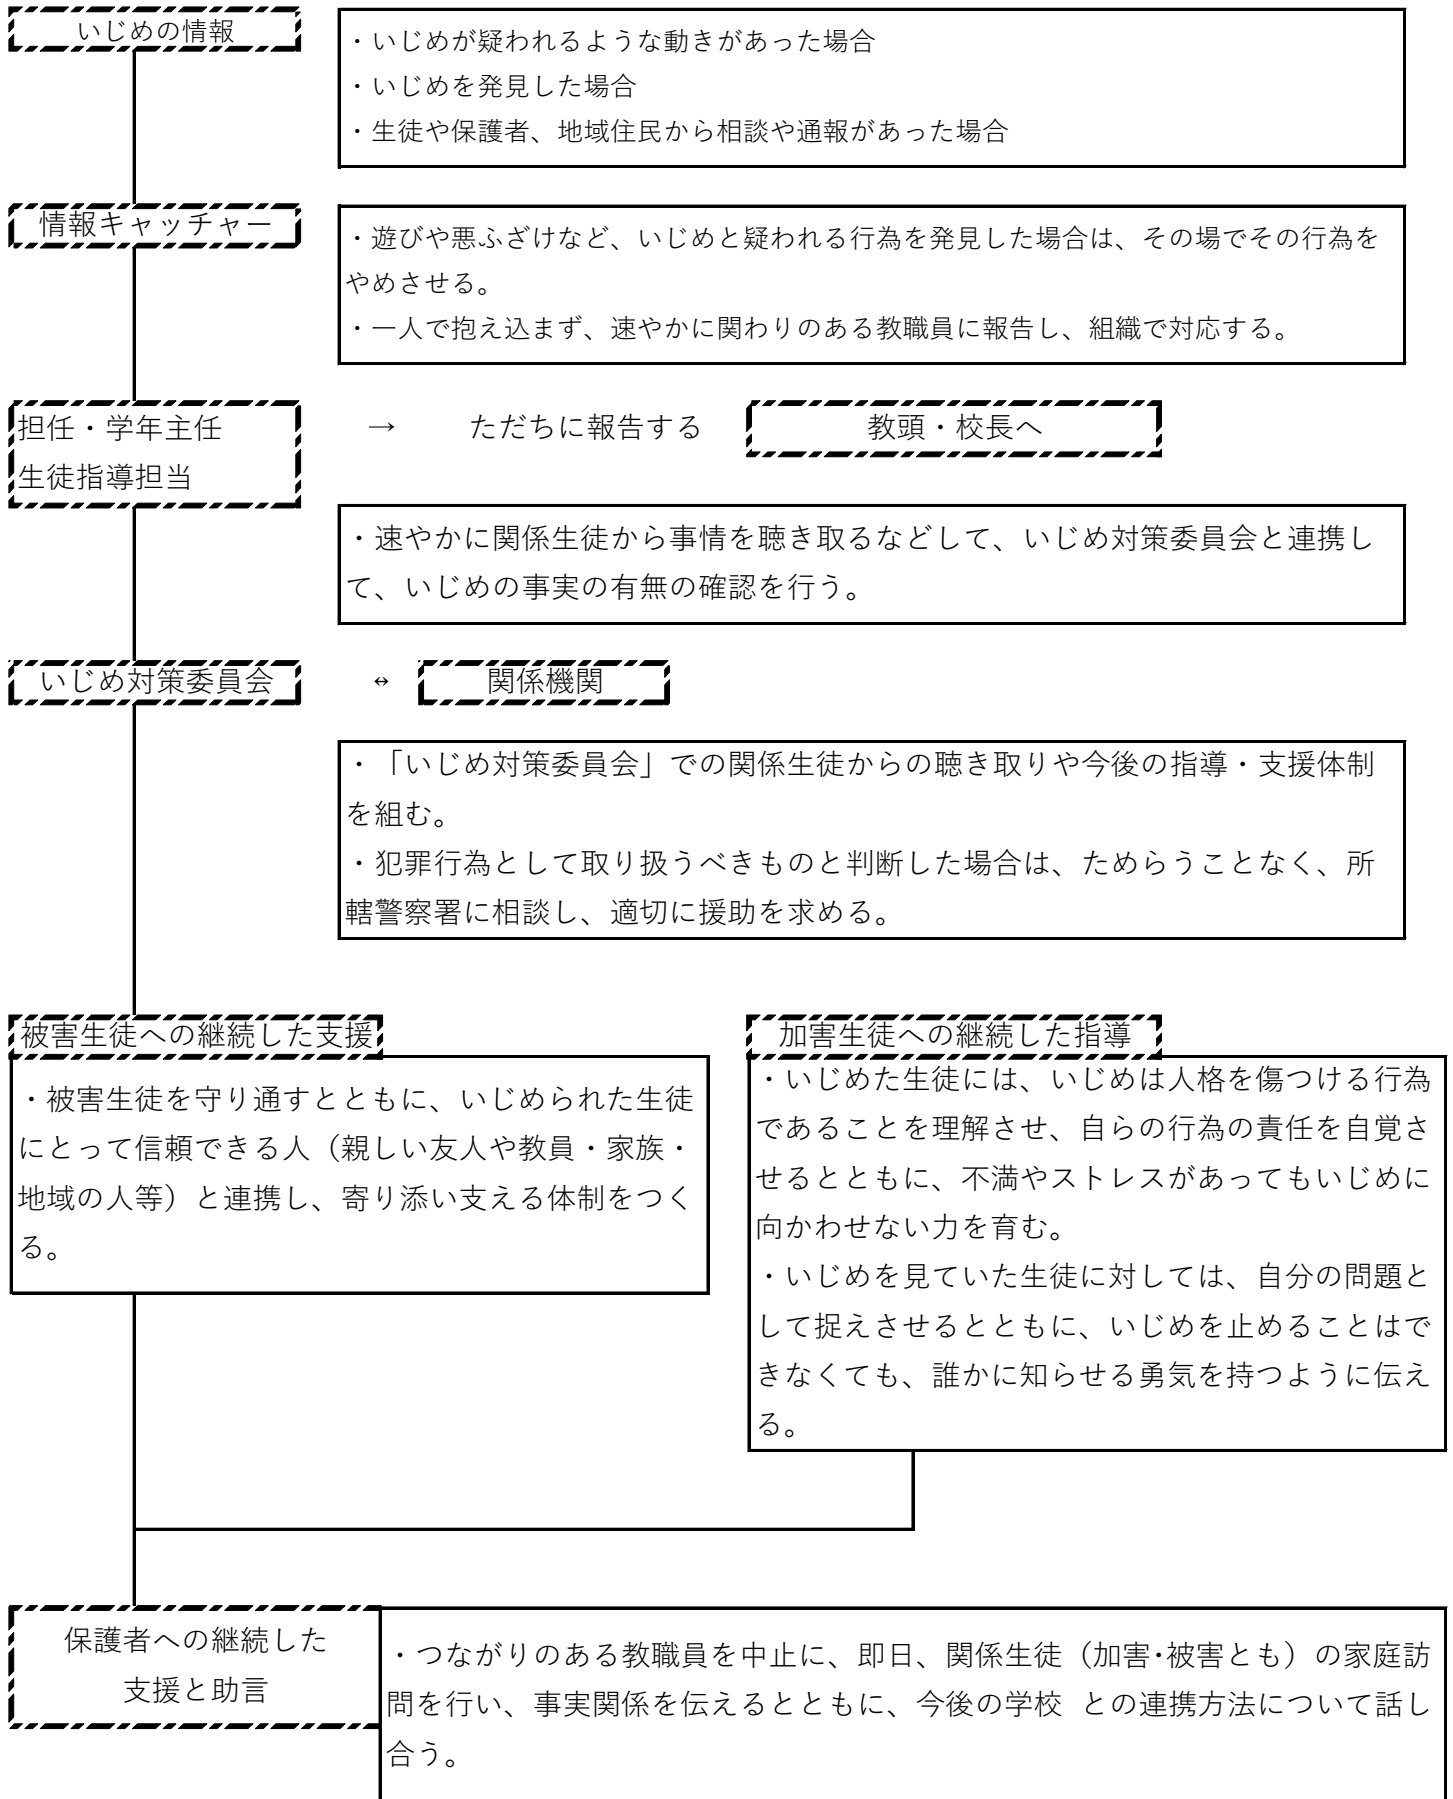 いじめの情報
・いじめが疑われるような動きがあった場合
・いじめを発見した場合
・生徒や保護者、地域住民から相談や通報があった場合
情報キャッチャー
・遊びや悪ふざけなど、いじめと疑われる行為を発見した場合は、その場でその行為を
やめさせる。
・一人で抱え込まず、速やかに関わりのある教職員に報告し、組織で対応する。
担任・学年主任
生徒指導担当
→ ただちに報告する 教頭・校長へ
・速やかに関係生徒から事情を聴き取るなどして、いじめ対策委員会と連携し
て、いじめの事実の有無の確認を行う。
いじめ対策委員会 ↔ 関係機関
・「いじめ対策委員会」での関係生徒からの聴き取りや今後の指導・支援体制
を組む。
・犯罪行為として取り扱うべきものと判断した場合は、ためらうことなく、所
轄警察署に相談し、適切に援助を求める。
被害生徒への継続した支援
・被害生徒を守り通すとともに、いじめられた生徒
にとって信頼できる人（親しい友人や教員・家族・
地域の人等）と連携し、寄り添い支える体制をつく
る。
加害生徒への継続した指導
・いじめた生徒には、いじめは人格を傷つける行為
であることを理解させ、自らの行為の責任を自覚さ
せるとともに、不満やストレスがあってもいじめに
向かわせない力を育む。
・いじめを見ていた生徒に対しては、自分の問題と
して捉えさせるとともに、いじめを止めることはで
きなくても、誰かに知らせる勇気を持つように伝え
る。
保護者への継続した
支援と助言
・つながりのある教職員を中止に、即日、関係生徒（加害･被害とも）の家庭訪
問を行い、事実関係を伝えるとともに、今後の学校 との連携方法について話し
合う。